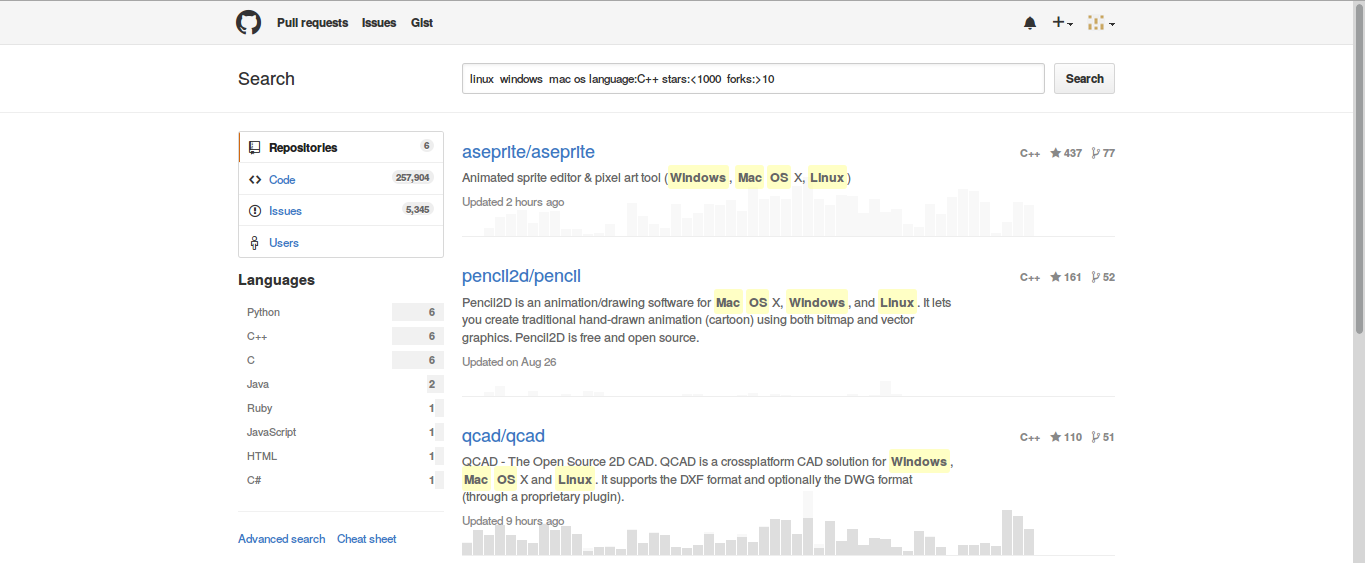 Pull requests Issues Gist
Search
linux windows mac os language:C++ stars:<1000 forks:>10
Search
Repositories 6
Code 257,904
Issues 5,345
Users
Languages
Python 6
C++ 6
C 6
Java 2
Ruby 1
JavaScript 1
HTML 1
C# 1
Advanced search Cheat sheet
aseprite/aseprite C++ 437 77
Animated sprite editor & pixel art tool (Windows, Mac OS X, Linux)
Updated 2 hours ago
pencil2d/pencil C++ 161 52
Pencil2D is an animation/drawing software for Mac OS X, Windows, and Linux. It lets
you create traditional hand-drawn animation (cartoon) using both bitmap and vector
graphics. Pencil2D is free and open source.
Updated on Aug 26
qcad/qcad C++ 110 51
QCAD - The Open Source 2D CAD. QCAD is a crossplatform CAD solution for Windows,
Mac OS X and Linux. It supports the DXF format and optionally the DWG format
(through a proprietary plugin).
Updated 9 hours ago